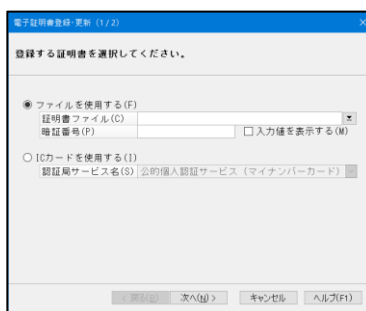 電子証明書登録・更新 (1/2)
登録する証明書を選択してください。
ファイルを使用する(F)
証明書ファイル(C)
暗証番号(P) 入力値を表示する(M)
ICカードを使用する(I)
認証局サービス名(S) 公的個人認証サービス (マイナンバーカード)
< 戻る(B) 次へ(N) > キャンセル ヘルプ(F1)